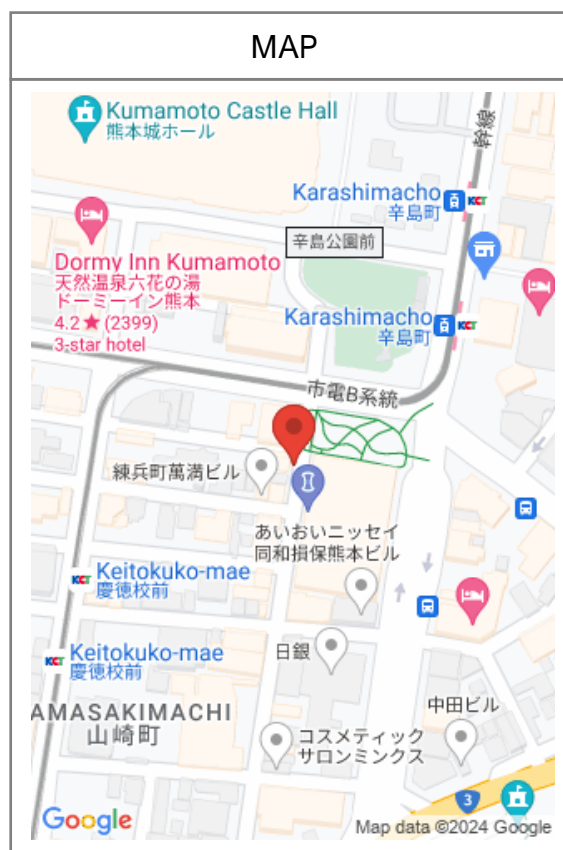 MAP
Kumamoto Castle Hall
熊本城ホール
幹線
Karashimacho
辛島町
KCT
辛島公園前
Dormy Inn Kumamoto
天然温泉六花の湯
ドーミーイン熊本
4.2★(2399)
3-star hotel
Karashimacho
辛島町
KCT
市電B系統
練兵町萬満ビル
あいおいニッセイ
同和損保熊本ビル
KCT
Keitokuko-mae
慶徳校前
日銀
KCT
Keitokuko-mae
慶徳校前
AMASAKIMACHI
山崎町
中田ビル
コスメティック
サロンミンクス
3
Google
Map data ©2024 Google